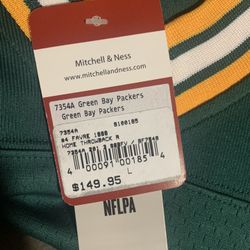 Mitchell & Ness
www.mitchellandness.com
7354A Green Bay Packers
Green Bay Packers
7354A 8100185
#4 FAVRE 1996
HOME THROWBACK A
4 00091 00185 4
L
$149.95
NFLPA